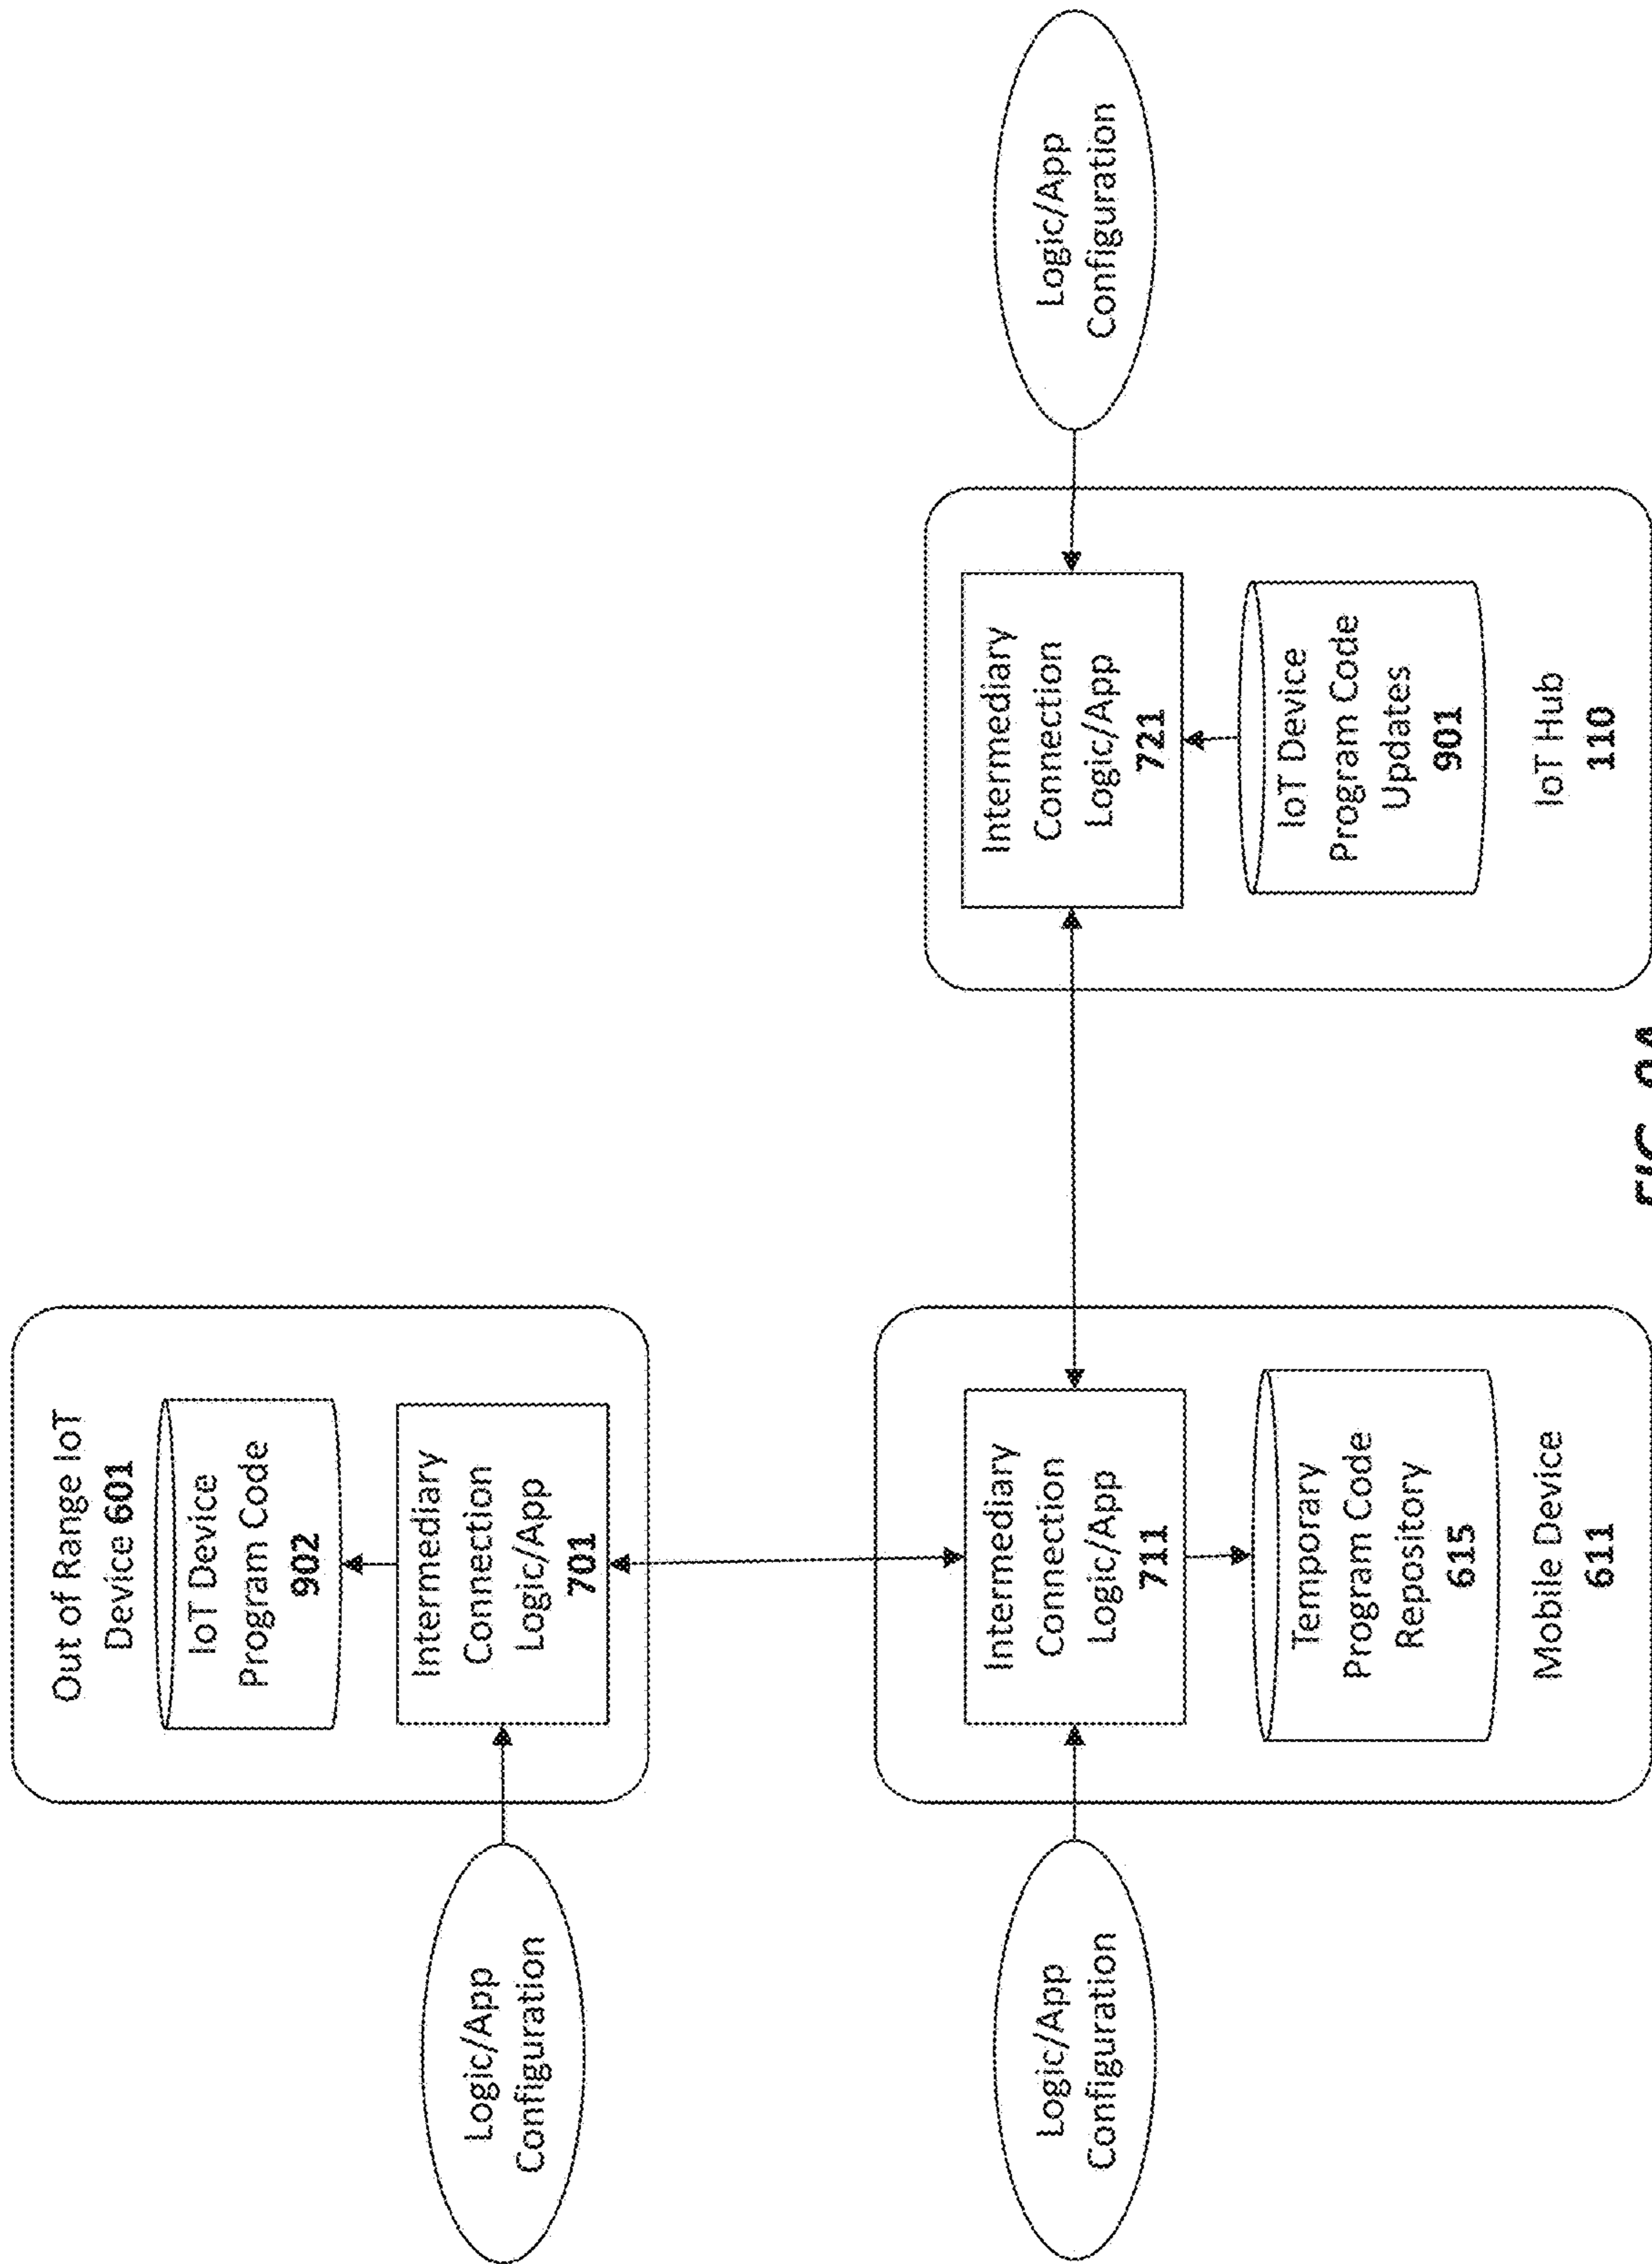 Out of Range IoT
Device 601
IoT Device
Program Code
902
Intermediary
Connection
Logic/App
701
Logic/App
Configuration
Logic/App
Configuration
Intermediary
Connection
Logic/App
711
Temporary
Program Code
Repository
615
Mobile Device
611
Intermediary
Connection
Logic/App
721
IoT Device
Program Code
Updates
901
IoT Hub
110
Logic/App
Configuration